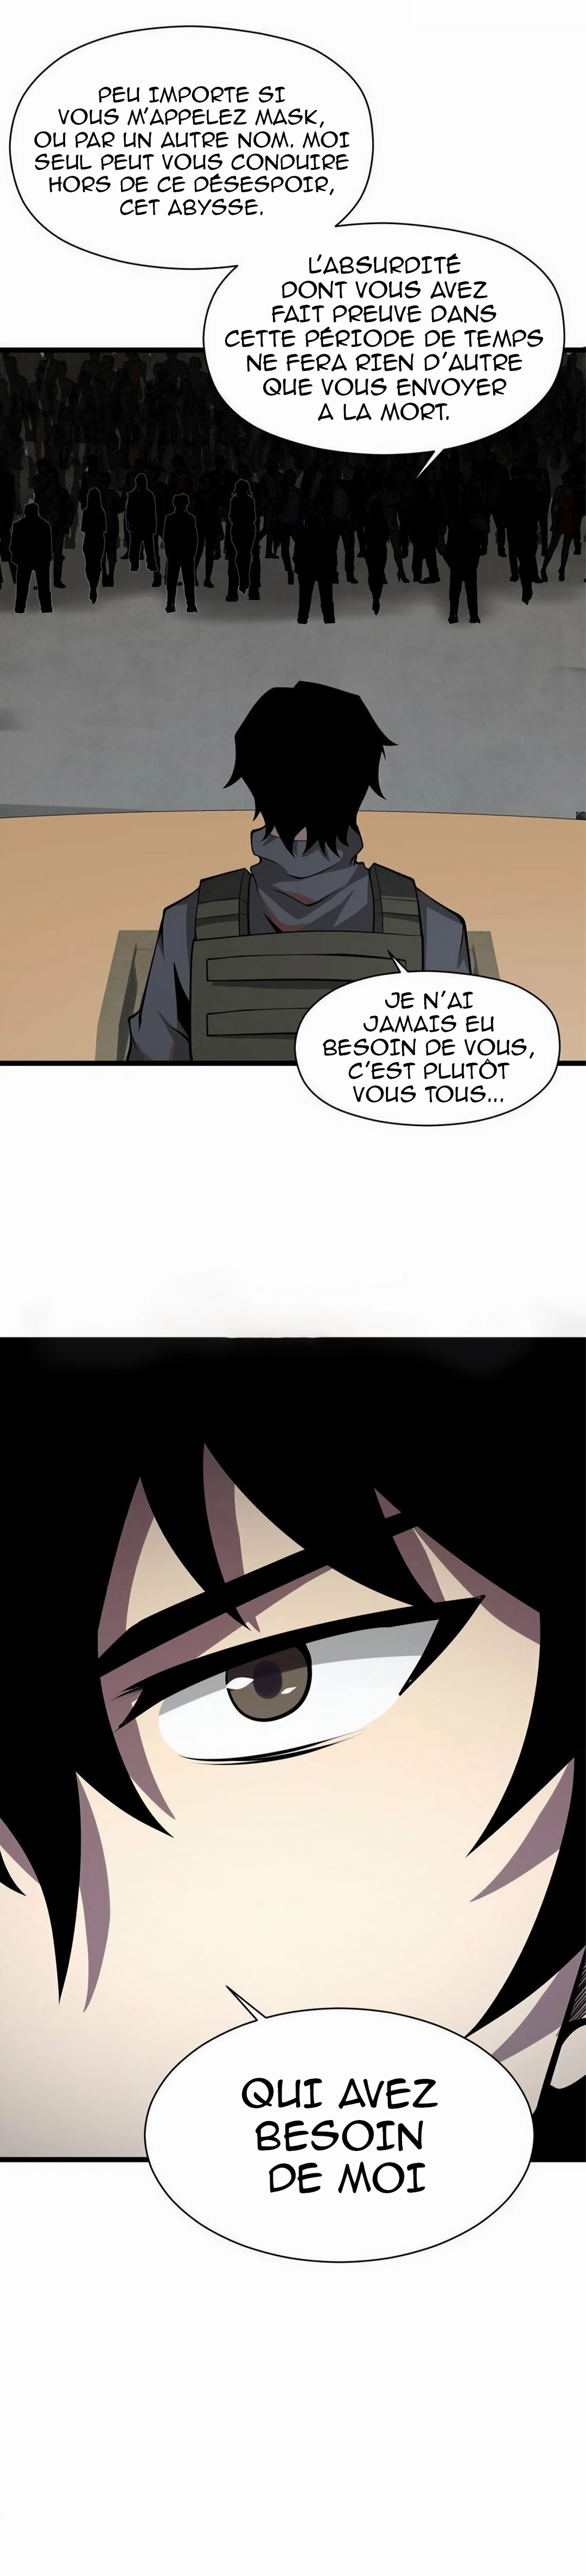 PEU IMPORTE SI
VOUS M'APPELEZ MASK,
OU PAR UN AUTRE NOM. MOI
SEUL PEUT VOUS CONDUIRE
HORS DE CE DÉSESPOIR,
CET ABYSSE.
L'ABSURDITÉ
DONT VOUS AVEZ
FAIT PREUVE DANS
CETTE PÉRIODE DE TEMPS
NE FERA RIEN D'AUTRE
QUE VOUS ENVOYER
A LA MORT.
JE N'AI
JAMAIS EU
BESOIN DE VOUS,
C'EST PLUTÔT
VOUS TOUS...
QUI AVEZ
BESOIN
DE MOI